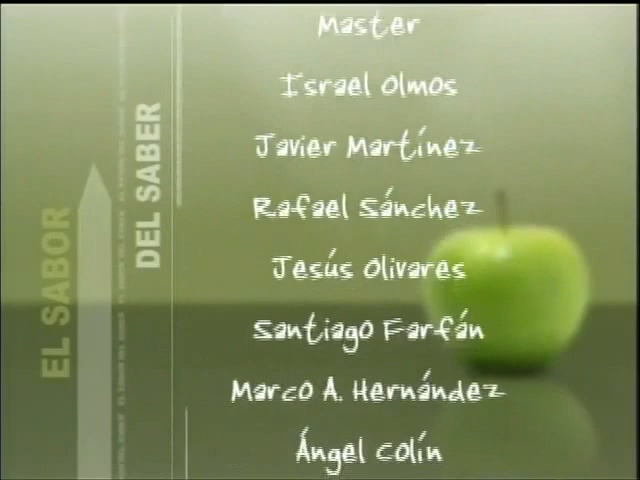 EL SABOR
DEL SABER
Master
Israel Olmos
Javier Martínez
Rafael Sánchez
Jesús Olivares
Santiago Farfán
Marco A. Hernández
Ángel Colín